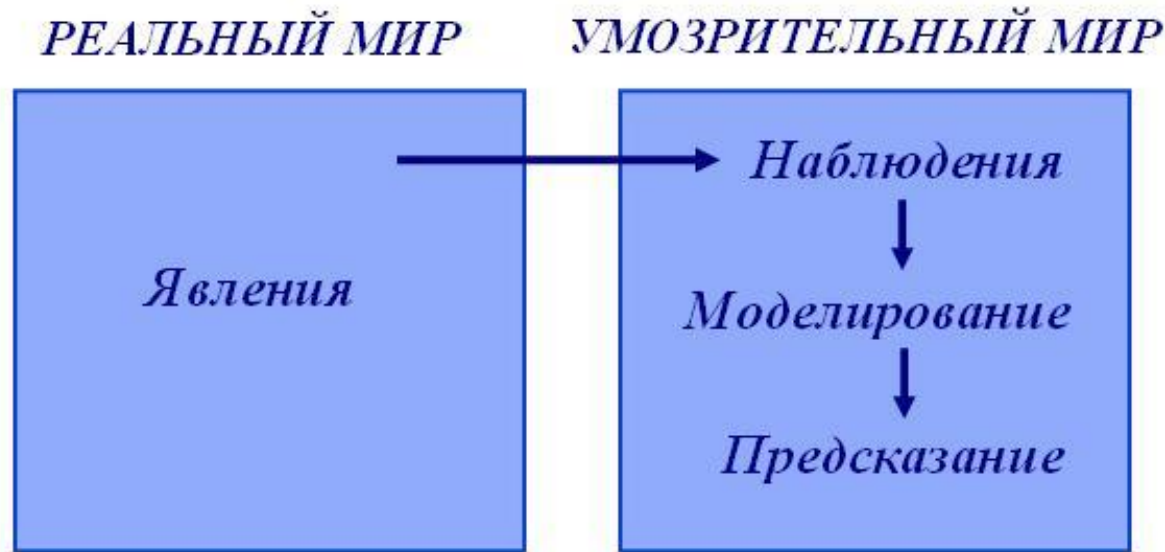 РЕАЛЬНЫЙ МИР
УМОЗРИТЕЛЬНЫЙ МИР
Явления
Наблюдения
Моделирование
Предсказание